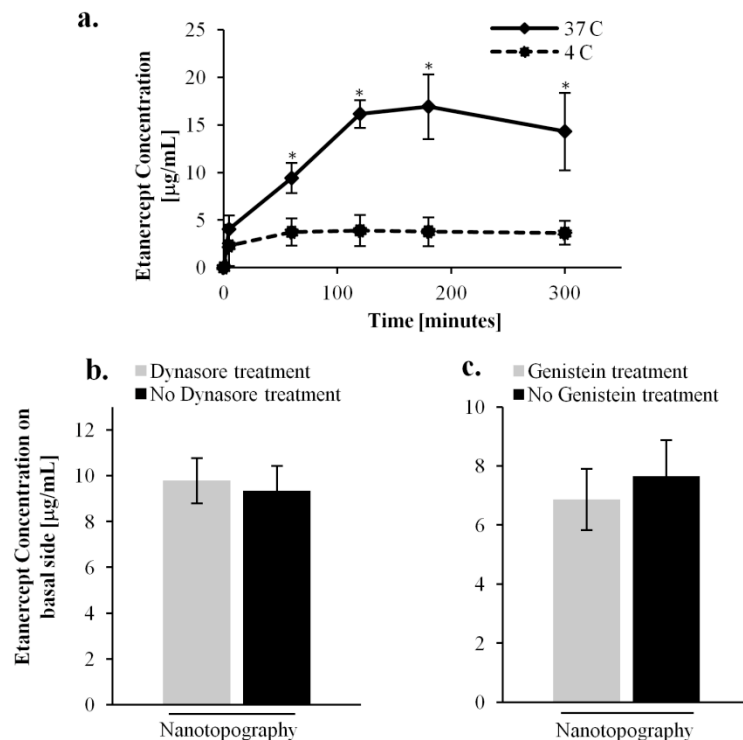 a.
37 C
4 C
Etanercept Concentration
[µg/mL]
25
20
15
10
5
0
* * * *
0 100 200 300
Time [minutes]
b.
Dynasore treatment
No Dynasore treatment
Etanercept Concentration on
basal side [µg/mL]
12
10
8
6
4
2
0
Nanotopography
c.
Genistein treatment
No Genistein treatment
10
8
6
4
2
0
Nanotopography